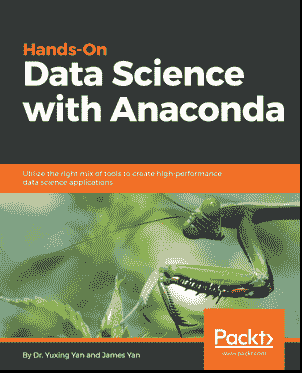 Hands-On
Data Science
with Anaconda
Utilize the right mix of tools to create high-performance
data science applications
By Dr. Yuxing Yan and James Yan
Packt>
www.packt.com